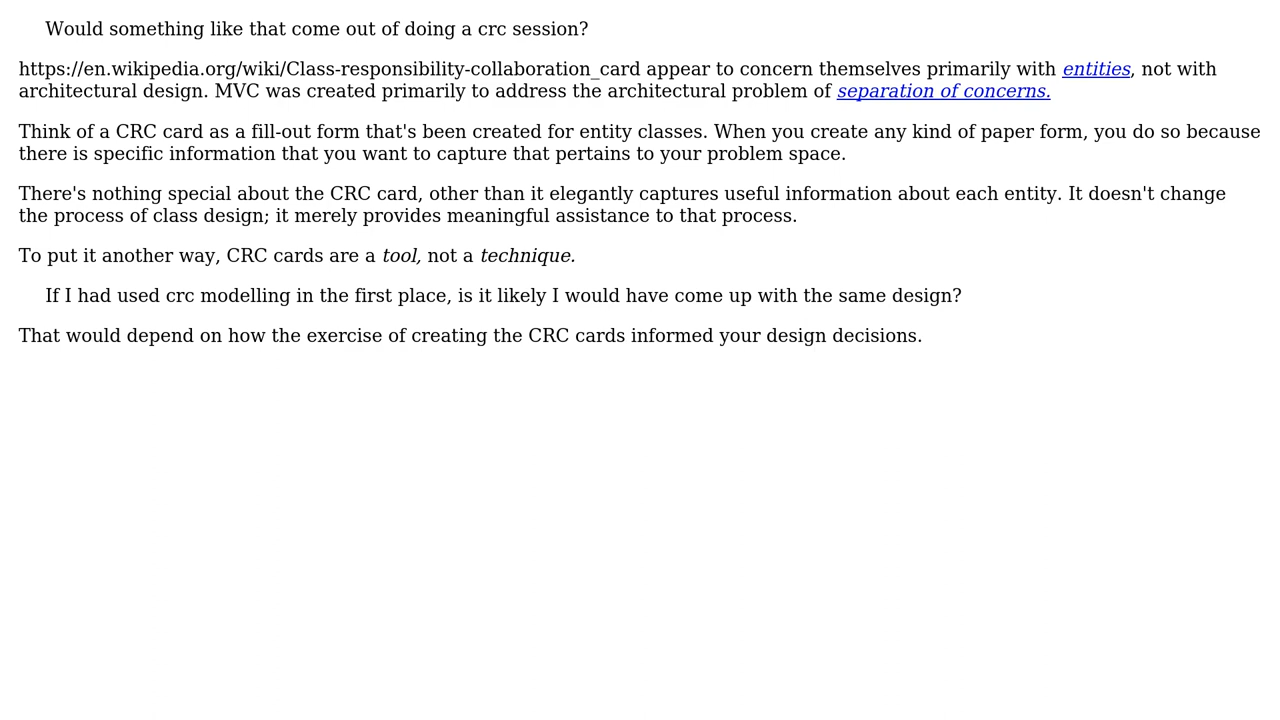 Would something like that come out of doing a crc session?
https://en.wikipedia.org/wiki/Class-responsibility-collaboration_card appear to concern themselves primarily with entities, not with
architectural design. MVC was created primarily to address the architectural problem of separation of concerns.
Think of a CRC card as a fill-out form that's been created for entity classes. When you create any kind of paper form, you do so because
there is specific information that you want to capture that pertains to your problem space.
There's nothing special about the CRC card, other than it elegantly captures useful information about each entity. It doesn't change
the process of class design; it merely provides meaningful assistance to that process.
To put it another way, CRC cards are a tool, not a technique.
If I had used crc modelling in the first place, is it likely I would have come up with the same design?
That would depend on how the exercise of creating the CRC cards informed your design decisions.